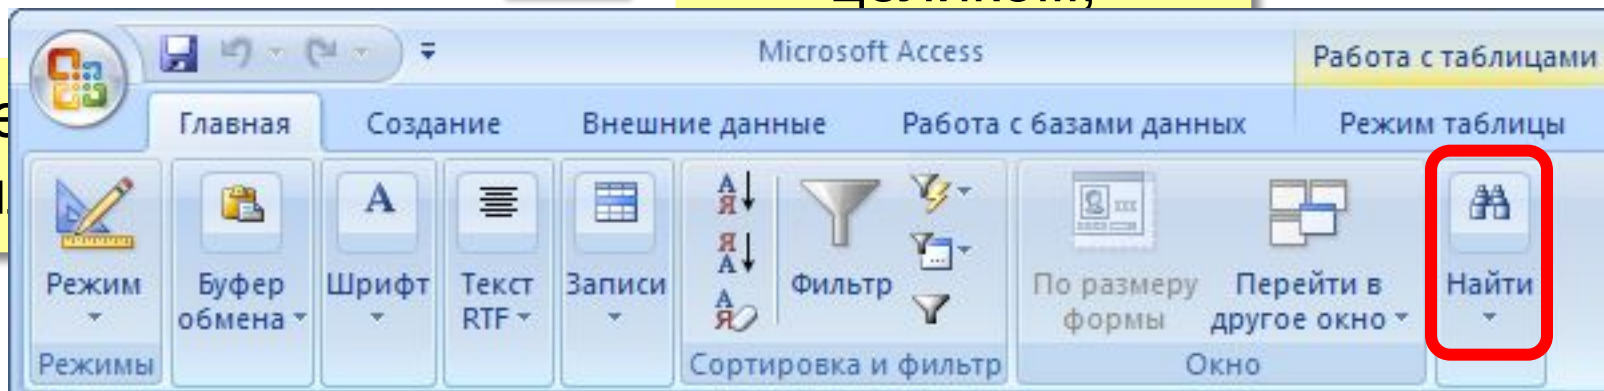 Microsoft Access
Работа с таблицами
Главная
Создание
Внешние данные
Работа с базами данных
Режим таблицы
Режим
Буфер
обмена
Шрифт
Текст
RTF
Записи
Фильтр
По размеру
формы
Перейти в
другое окно
Найти
Режимы
Сортировка и фильтр
Окно